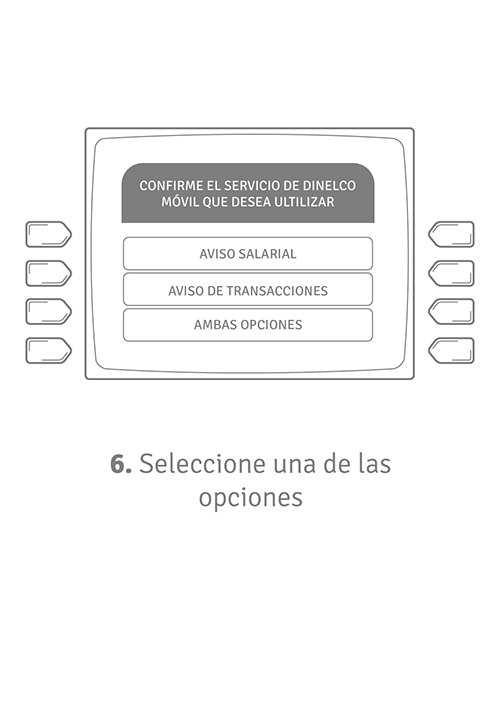 CONFIRME EL SERVICIO DE DINELCO
MÓVIL QUE DESEA ULTILIZAR
AVISO SALARIAL
AVISO DE TRANSACCIONES
AMBAS OPCIONES
6. Seleccione una de las
opciones